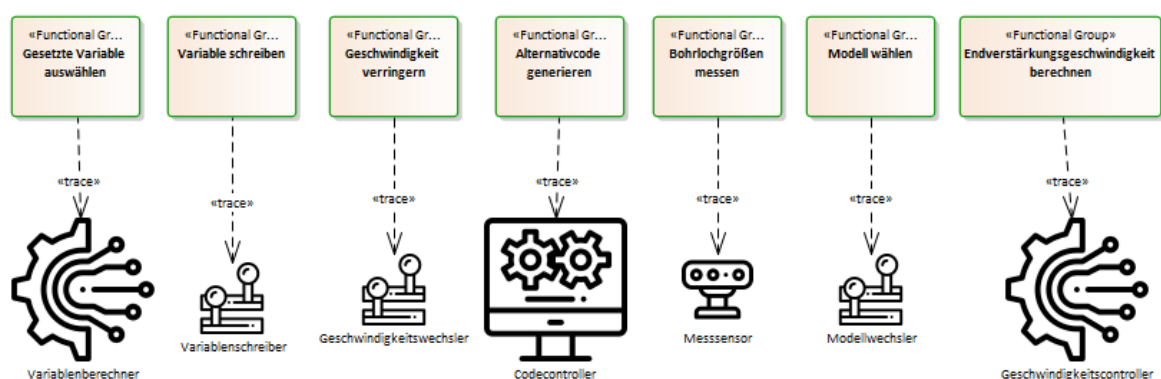 «Functional Gr...
Gesetzte Variable
auswählen
«Functional Gr...
Variable schreiben
«Functional Gr...
Geschwindigkeit
verringern
«Functional Gr...
Alternativcode
generieren
«Functional Gr...
Bohrlochgrößen
messen
«Functional Gr...
Modell wählen
«Functional Group»
Endverstärkungsgeschwindigkeit
berechnen
«trace»
«trace»
«trace»
«trace»
«trace»
«trace»
«trace»
Variablenberechner
Variablenschreiber
Geschwindigkeitswechsler
Codecontroller
Messsensor
Modellwechsler
Geschwindigkeitscontroller